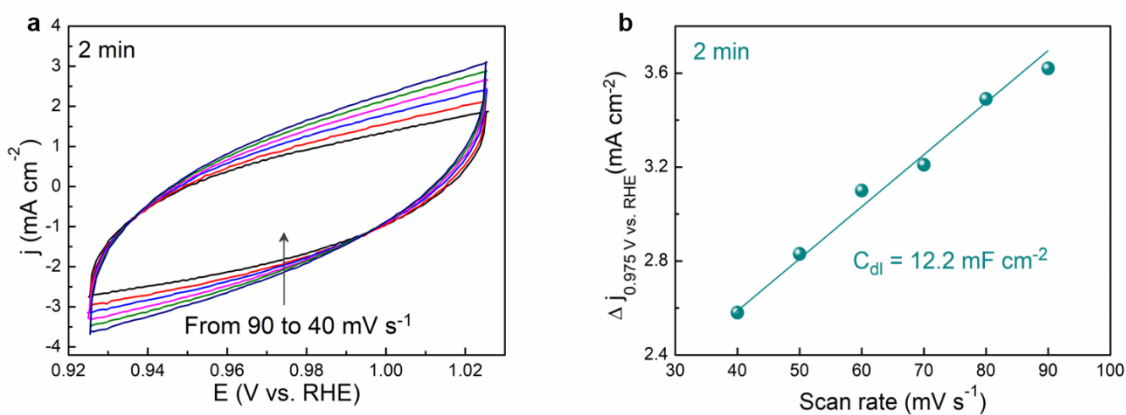 a
2 min
4
3
2
1
0
-1
-2
-3
-4
j (mA cm-2)
From 90 to 40 mV s-1
0.92 0.94 0.96 0.98 1.00 1.02
E (V vs. RHE)
b
2 min
3.6
3.2
2.8
2.4
Δ j0.975 V vs. RHE(mA cm-2)
Cdl = 12.2 mF cm-2
30 40 50 60 70 80 90 100
Scan rate (mV s-1)